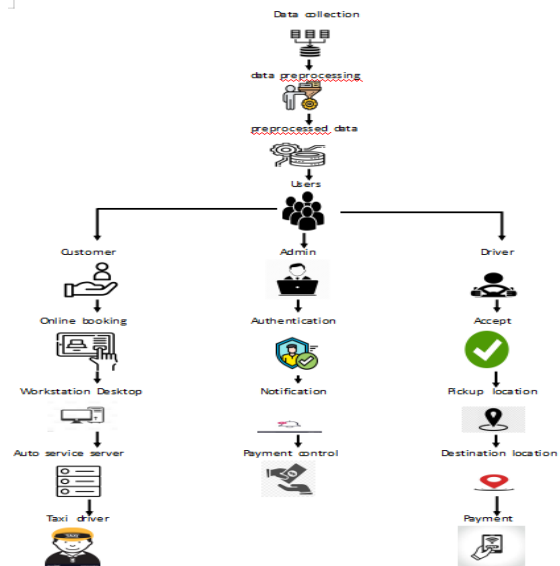 Data collection
data preprocessing
preprocessed data
Users
Customer Admin Driver
Online booking Authentication Accept
Workstation Desktop Notification Pickup location
Auto service server Payment control Destination location
Taxi driver Payment
TAXI